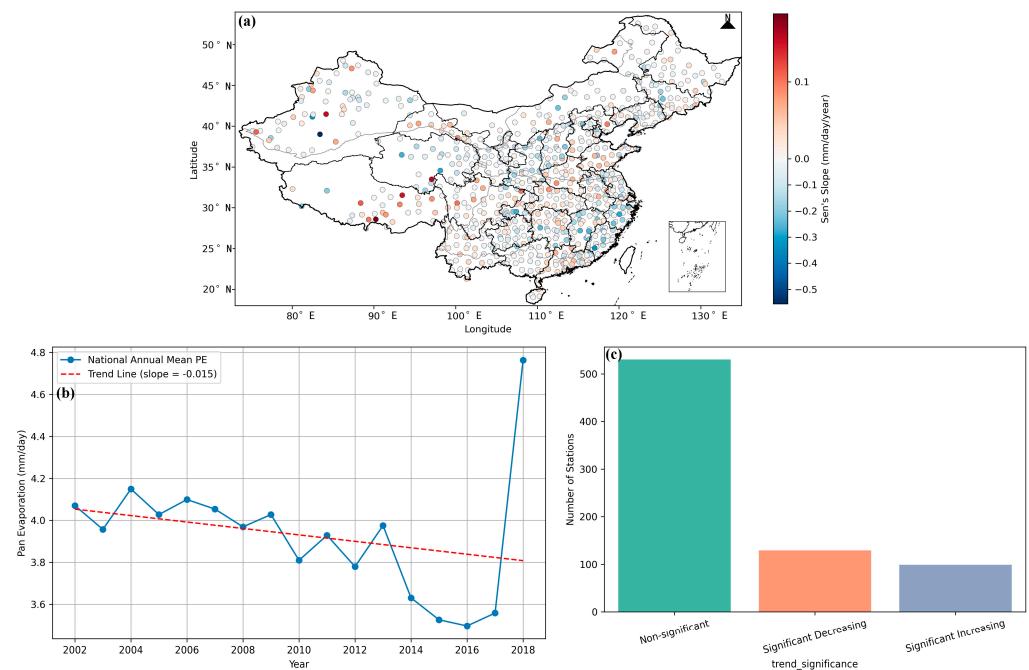 (a)
N
50° N
45° N
40° N
35° N
30° N
25° N
20° N
Latitude
80° E 90° E 100° E 110° E 120° E 130° E
Longitude
0.1
0.0
−0.1
−0.2
−0.3
−0.4
−0.5
Sen's Slope (mm/day/year)
National Annual Mean PE
Trend Line (slope = -0.015)
(b)
4.8
4.6
4.4
4.2
4.0
3.8
3.6
Pan Evaporation (mm/day)
2002 2004 2006 2008 2010 2012 2014 2016 2018
Year
(c)
500
400
300
200
100
0
Number of Stations
Non-significant Significant Decreasing Significant Increasing
trend_significance